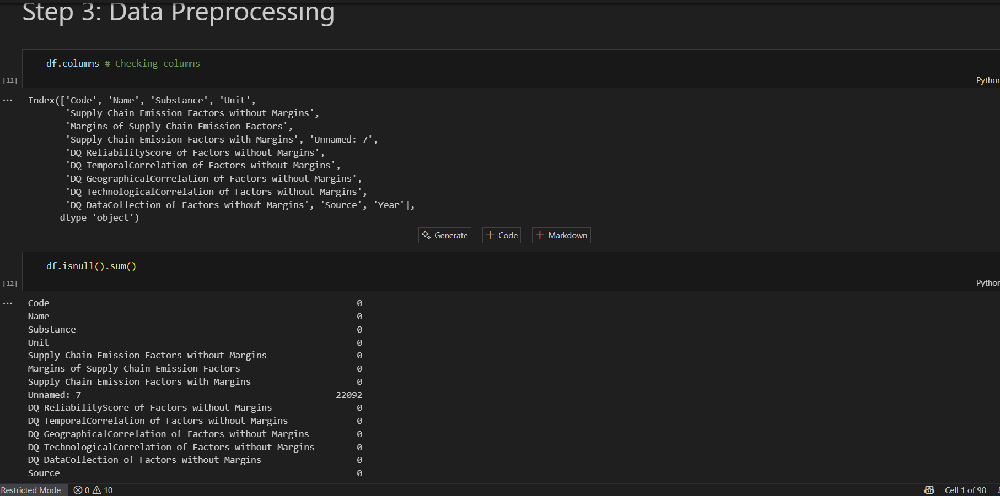 Step 3: Data Preprocessing
df.columns # Checking columns
[11]
Python
Index(['Code', 'Name', 'Substance', 'Unit',
'Supply Chain Emission Factors without Margins',
'Margins of Supply Chain Emission Factors',
'Supply Chain Emission Factors with Margins', 'Unnamed: 7',
'DQ ReliabilityScore of Factors without Margins',
'DQ TemporalCorrelation of Factors without Margins',
'DQ GeographicalCorrelation of Factors without Margins',
'DQ TechnologicalCorrelation of Factors without Margins',
'DQ DataCollection of Factors without Margins', 'Source', 'Year'],
dtype='object')
Generate + Code + Markdown
df.isnull().sum()
[12]
Python
Code 0
Name 0
Substance 0
Unit 0
Supply Chain Emission Factors without Margins 0
Margins of Supply Chain Emission Factors 0
Supply Chain Emission Factors with Margins 0
Unnamed: 7 22092
DQ ReliabilityScore of Factors without Margins 0
DQ TemporalCorrelation of Factors without Margins 0
DQ GeographicalCorrelation of Factors without Margins 0
DQ TechnologicalCorrelation of Factors without Margins 0
DQ DataCollection of Factors without Margins 0
Source 0
Restricted Mode 0 10 Cell 1 of 98